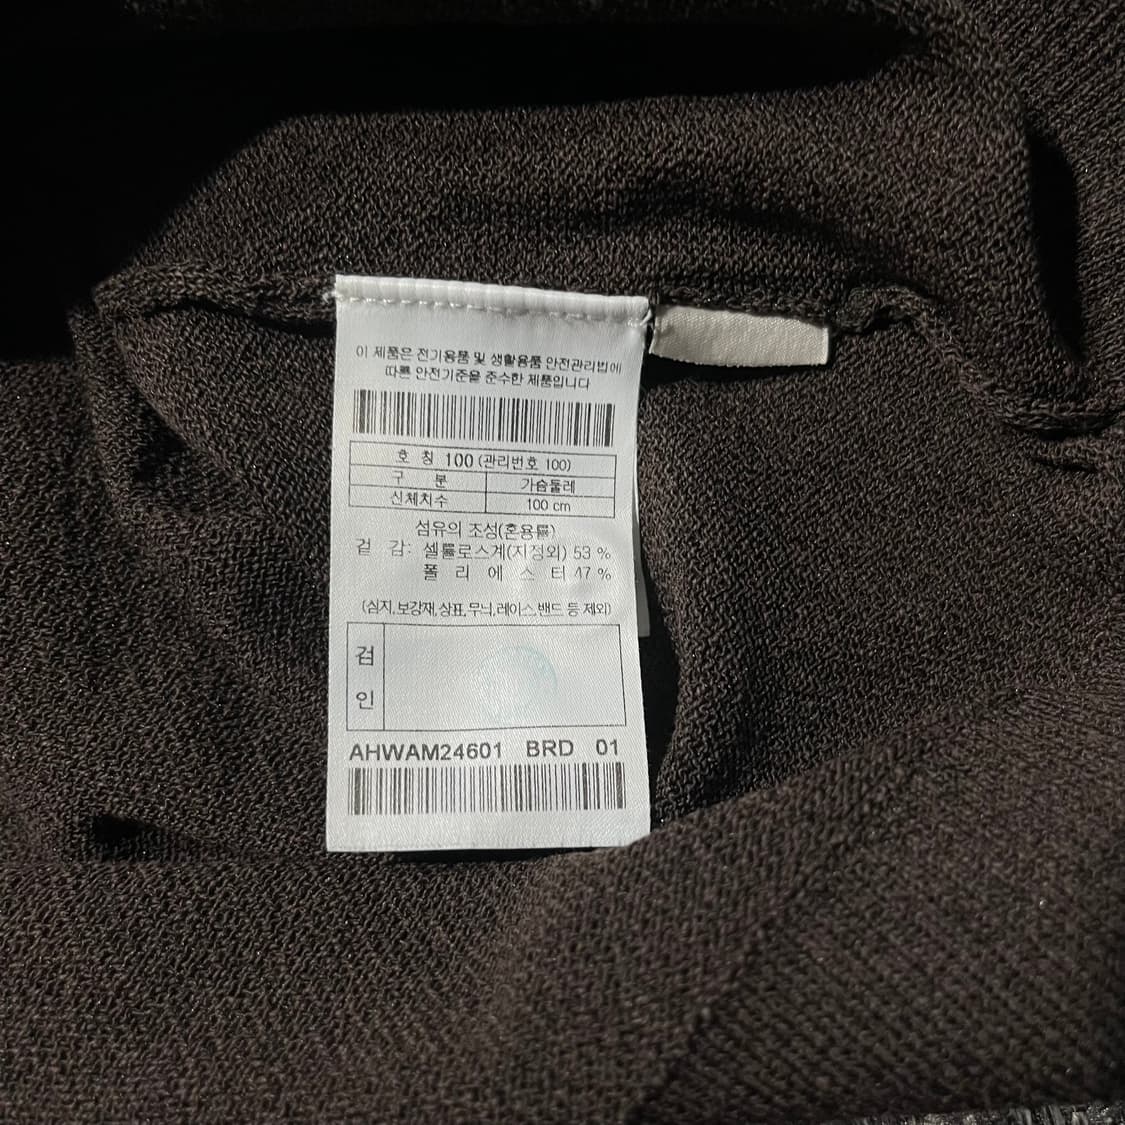 이 제품은 전기용품 및 생활용품 안전관리법에
따른 안전기준을 준수한 제품입니다
호 칭 100 (관리번호 100)
구 분 가슴둘레
신체치수 100 cm
섬유의 조성(혼용률)
겉 감: 셀룰로스계(지정외) 53 %
폴 리 에 스 터 47 %
(심지,보강재,상표,무늬,레이스,밴드 등 제외)
검
인
AHWAM24601 BRD 01